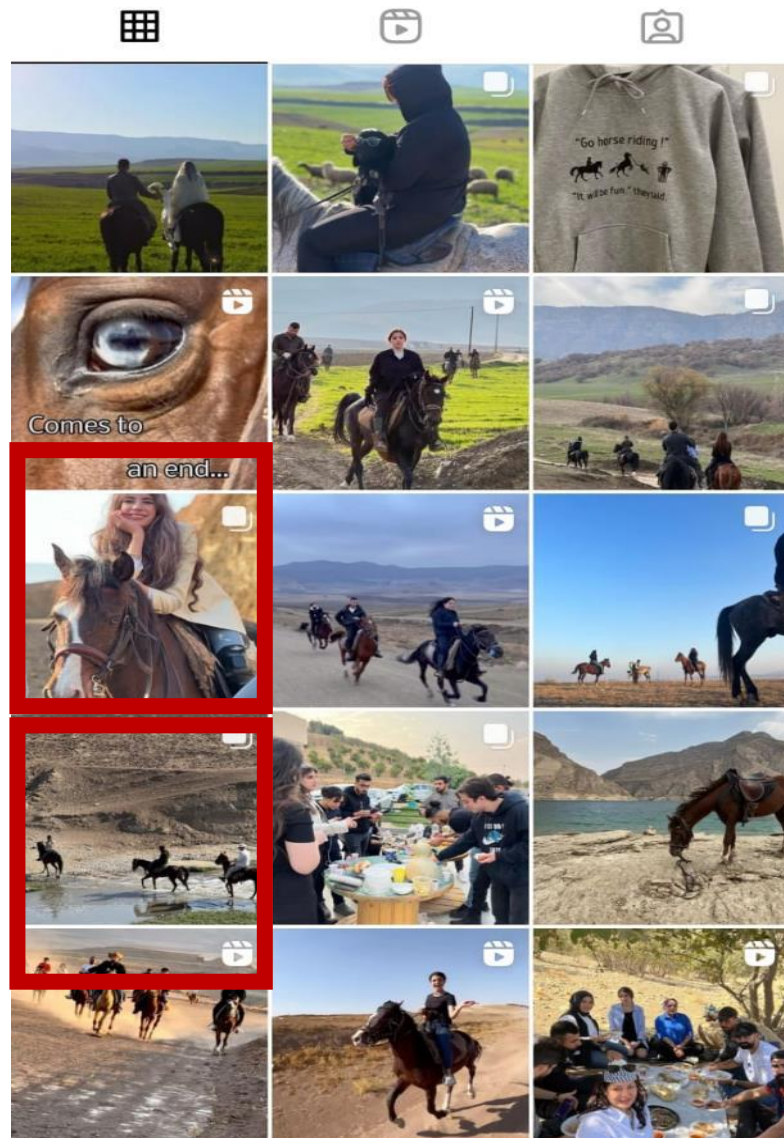 "Go horse riding !"
"It will be fun," they said.
Comes to
an end...